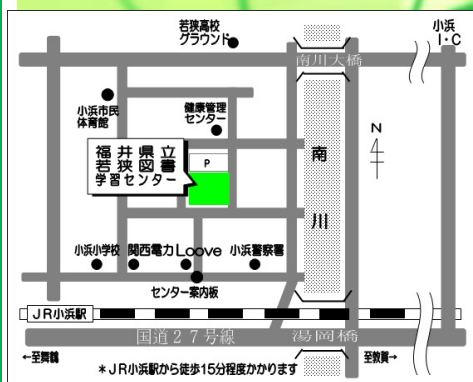 若狭高校
グラウンド
小浜
I・C
南川大橋
小浜市民
体育館
健康管理
センター
福井県立
若狭図書
学習センター
P
N
南
川
小浜小学校
関西電力
Loove
小浜警察署
センター案内板
JR小浜駅
国道27号線
湯岡橋
←至舞鶴
至敦賀→
*JR小浜駅から徒歩15分程度かかります